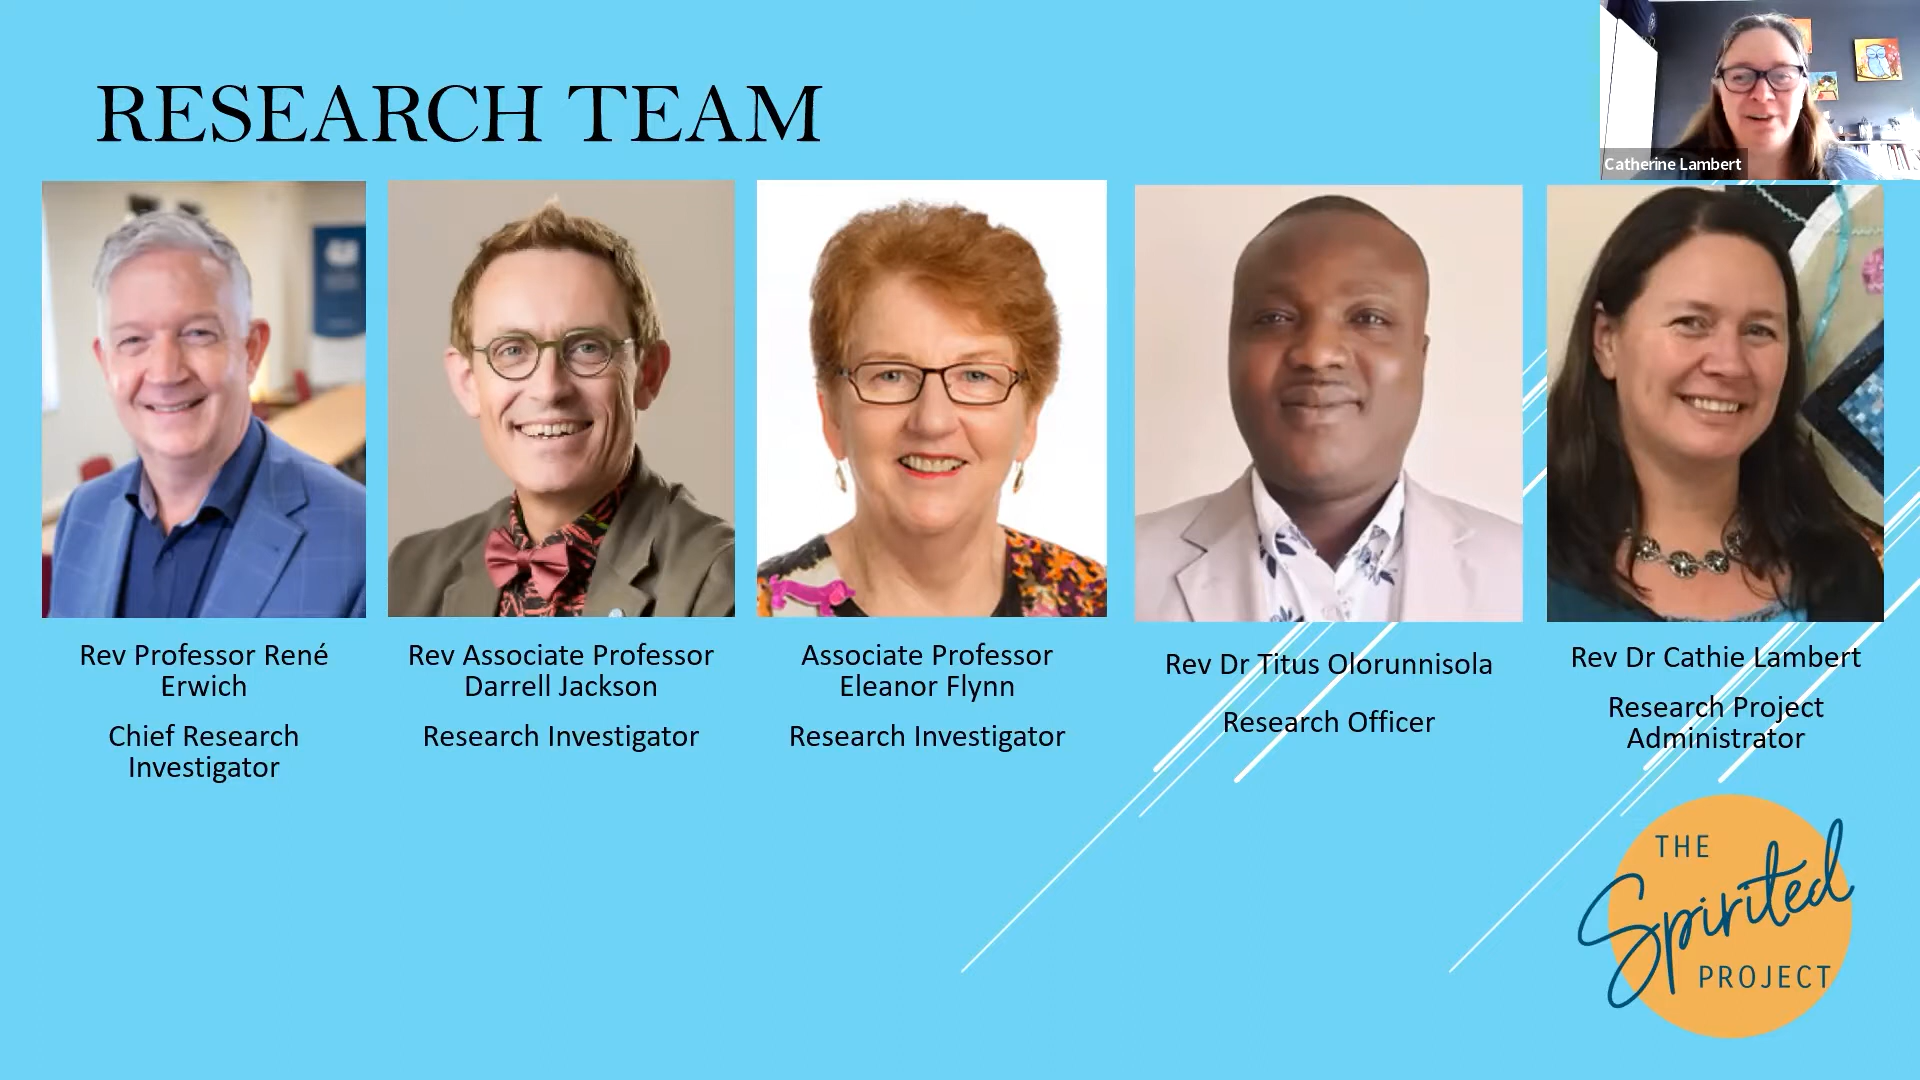 RESEARCH TEAM
Catherine Lambert
Rev Professor René
Erwich
Chief Research
Investigator
Rev Associate Professor
Darrell Jackson
Research Investigator
Associate Professor
Eleanor Flynn
Research Investigator
Rev Dr Titus Olorunnisola
Research Officer
Rev Dr Cathie Lambert
Research Project
Administrator
THE
Spirited
PROJECT